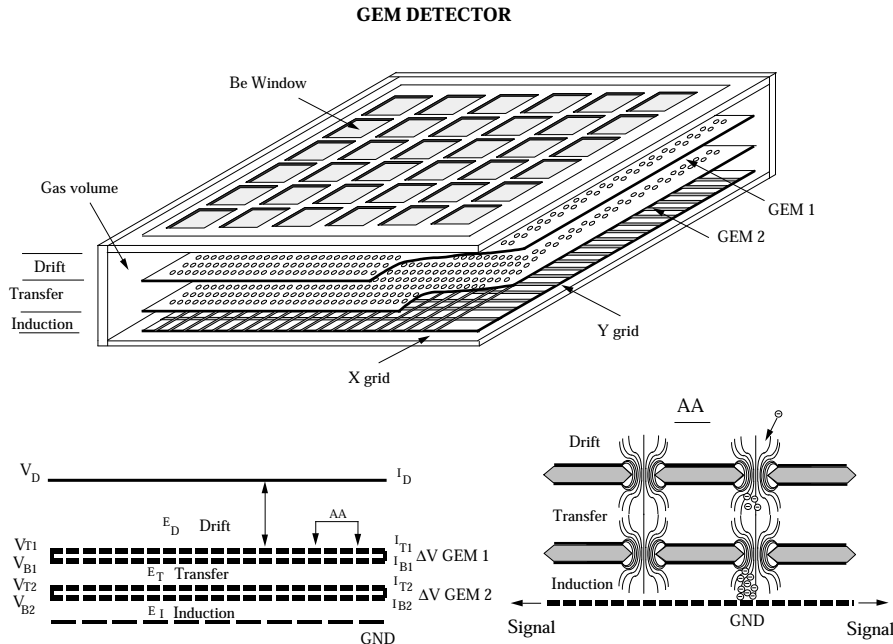 GEM DETECTOR
Be Window
Gas volume
GEM 1
GEM 2
Drift
Transfer
Induction
Y grid
X grid
AA
Drift
Transfer
Induction
Signal
GND
Signal
V_D
I_D
E_D Drift
AA
V_T1
I_T1
V_B1
I_B1
ΔV GEM 1
E_T Transfer
V_T2
I_T2
V_B2
I_B2
ΔV GEM 2
E_I Induction
GND